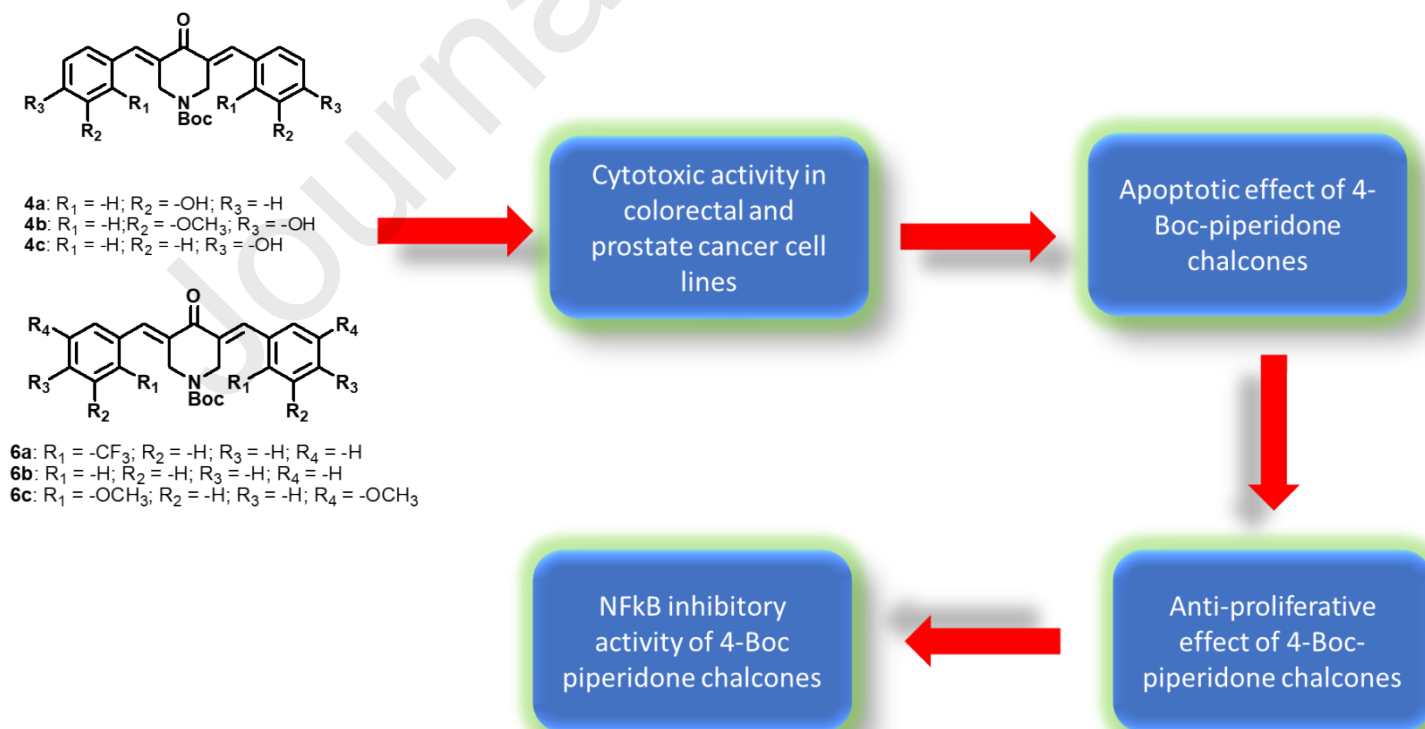 O
R3
R1
R2
N
Boc
R1
R2
R3
4a: R1 = -H; R2 = -OH; R3 = -H
4b: R1 = -H;R2 = -OCH3; R3 = -OH
4c: R1 = -H; R2 = -H; R3 = -OH
O
R4
R4
R3
R1
R2
N
Boc
R1
R2
R3
6a: R1 = -CF3; R2 = -H; R3 = -H; R4 = -H
6b: R1 = -H; R2 = -H; R3 = -H; R4 = -H
6c: R1 = -OCH3; R2 = -H; R3 = -H; R4 = -OCH3
Journa
Cytotoxic activity in
colorectal and
prostate cancer cell
lines
Apoptotic effect of 4-
Boc-piperidone
chalcones
Anti-proliferative
effect of 4-Boc-
piperidone chalcones
NFkB inhibitory
activity of 4-Boc
piperidone chalcones